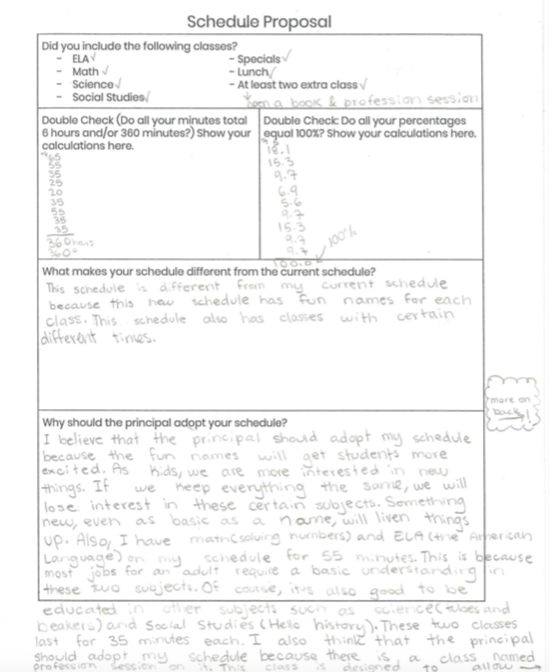 Schedule Proposal
Did you include the following classes?
- ELA√
- Math √
- Science√
- Social Studies√
- Specials√
- Lunch√
- At least two extra class√
open a book & profession session
Double Check (Do all your minutes total
6 hours and/or 360 minutes?) Show your
calculations here.
65
55
35
25
20
35
55
35
35
360
Double Check: Do all your percentages
equal 100%? Show your calculations here.
18.1
15.3
9.7
6.9
5.6
9.7
15.3
9.7
9.7
100.0
100%
What makes your schedule different from the current schedule?
This schedule is different from my current schedule
because this new schedule has fun names for each
class. This schedule also has classes with certain
different times.
more on
back!
Why should the principal adopt your schedule?
I believe that the principal should adopt my schedule
because the fun names will get students more
excited. As kids, we are more interested in new
things. If we keep everything the same, we will
lose interest in these certain subjects. Something
new, even as basic as a name, will liven things
up. Also, I have math(solving numbers) and ELA (the American
Language) on my schedule for 55 minutes. This is because
most jobs for an adult require a basic understanding in
these two subjects. Of course, it's also good to be
educated in other subjects such as science(tubes and
beakers) and Social Studies (Hello history). These two classes
last for 35 minutes each. I also think that the principal
should adopt my schedule because there is a class named
profession session on it. This class is designed to allow